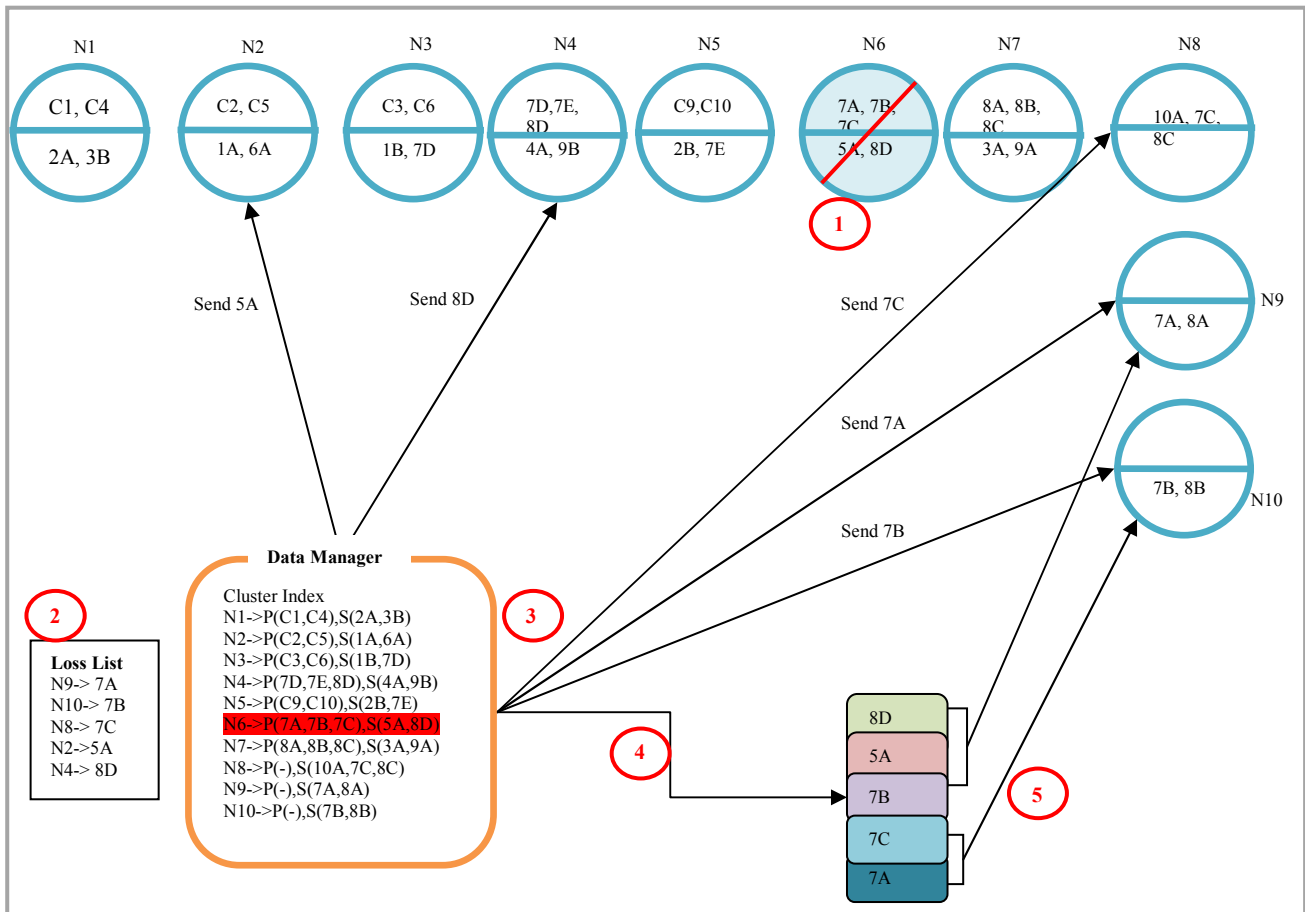 N1
N2
N3
N4
N5
N6
N7
N8
C1, C4
2A, 3B
C2, C5
1A, 6A
C3, C6
1B, 7D
7D,7E,
8D
4A, 9B
C9,C10
2B, 7E
7A, 7B,
7C
5A, 8D
8A, 8B,
8C
3A, 9A
10A, 7C,
8C
1
Send 5A
Send 8D
Send 7C
N9
7A, 8A
Send 7A
N10
7B, 8B
Send 7B
2
Loss List
N9-> 7A
N10-> 7B
N8-> 7C
N2->5A
N4-> 8D
Data Manager
Cluster Index
N1->P(C1,C4),S(2A,3B)
N2->P(C2,C5),S(1A,6A)
N3->P(C3,C6),S(1B,7D)
N4->P(7D,7E,8D),S(4A,9B)
N5->P(C9,C10),S(2B,7E)
N6->P(7A,7B,7C),S(5A,8D)
N7->P(8A,8B,8C),S(3A,9A)
N8->P(-),S(10A,7C,8C)
N9->P(-),S(7A,8A)
N10->P(-),S(7B,8B)
3
4
8D
5A
7B
7C
7A
5